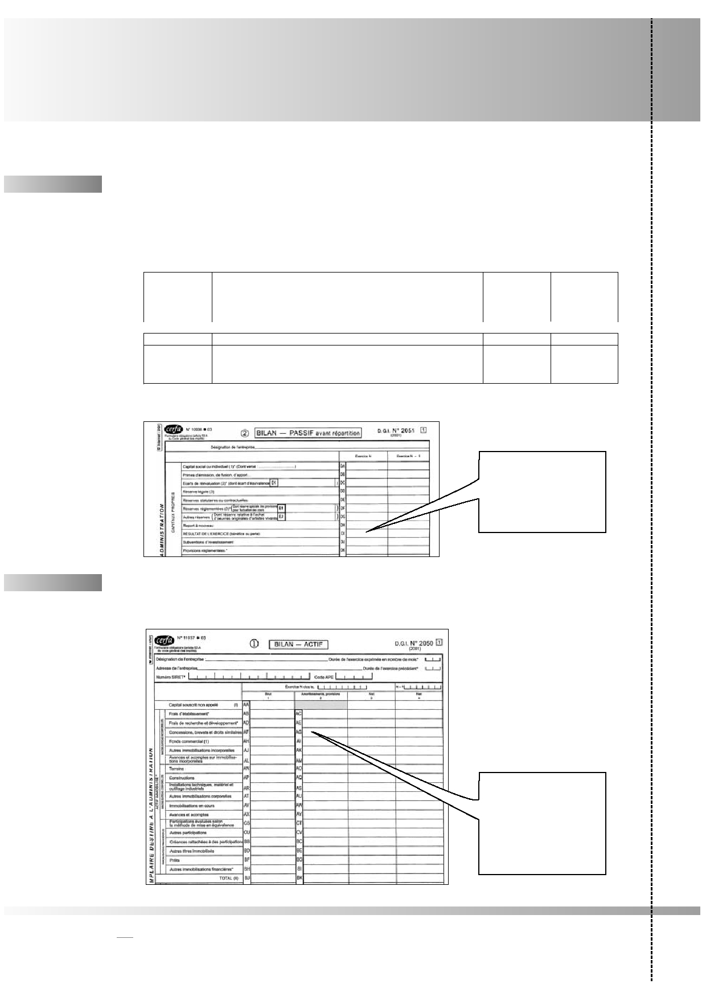 cerfa N° 10938 ● 03
Formulaire obligatoire (article 53 A
du Code général des impôts)
② BILAN — PASSIF avant répartition
D.G.I. N° 2051 1
(2001)
Désignation de l'entreprise
Exercice N Exercice N – 1
ADMINISTRATION
CAPITAUX PROPRES
Capital social ou individuel (1)* (Dont versé : ........................) DA
Primes d'émission, de fusion, d'apport... DB
Ecarts de réévaluation (2)* (dont écart d'équivalence EK ) DC
Réserve légale (3) DD
Réserves statutaires ou contractuelles DE
Réserves réglementées (3)* (Dont réserve spéciale des provisions pour fluctuation des cours B1 ) DF
Autres réserves (Dont réserve relative à l'achat d'oeuvres originales d'artistes vivants EJ ) DG
Report à nouveau DH
RÉSULTAT DE L'EXERCICE (bénéfice ou perte) DI
Subventions d'investissement DJ
Provisions réglementées * DK
cerfa N° 11937 ● 03
Formulaire obligatoire (article 53 A
du code général des impôts).
① BILAN — ACTIF
D.G.I. N° 2050 1
(2001)
Désignation de l'entreprise : Durée de l'exercice exprimée en nombre de mois*
Adresse de l'entreprise Durée de l'exercice précédent*
Numéro SIRET* Code APE
Exercice N clos le, N – 1
Brut Amortissements, provisions Net Net
1 2 3 4
MPLAIRE DESTINÉ A L'ADMINISTRATION
ACTIF IMMOBILISÉ*
Capital souscrit non appelé (I) AA
Frais d'établissement* AB AC
Frais de recherche et développement* AD AE
Concessions, brevets et droits similaires AF AG
Fonds commercial (1) AH AI
Autres immobilisations incorporelles AJ AK
Avances et acomptes sur immobilisa-
tions incorporelles AL AM
Terrains AN AO
Constructions AP AQ
Installations techniques, matériel et
outillage industriels AR AS
Autres immobilisations corporelles AT AU
Immobilisations en cours AV AW
Avances et acomptes AX AY
Participations évaluées selon
la méthode de mise en équivalence CS CT
Autres participations CU CV
Créances rattachées à des participations BB BC
Autres titres immobilisés BD BE
Prêts BF BG
Autres immobilisations financières* BH BI
TOTAL (II) BJ BK